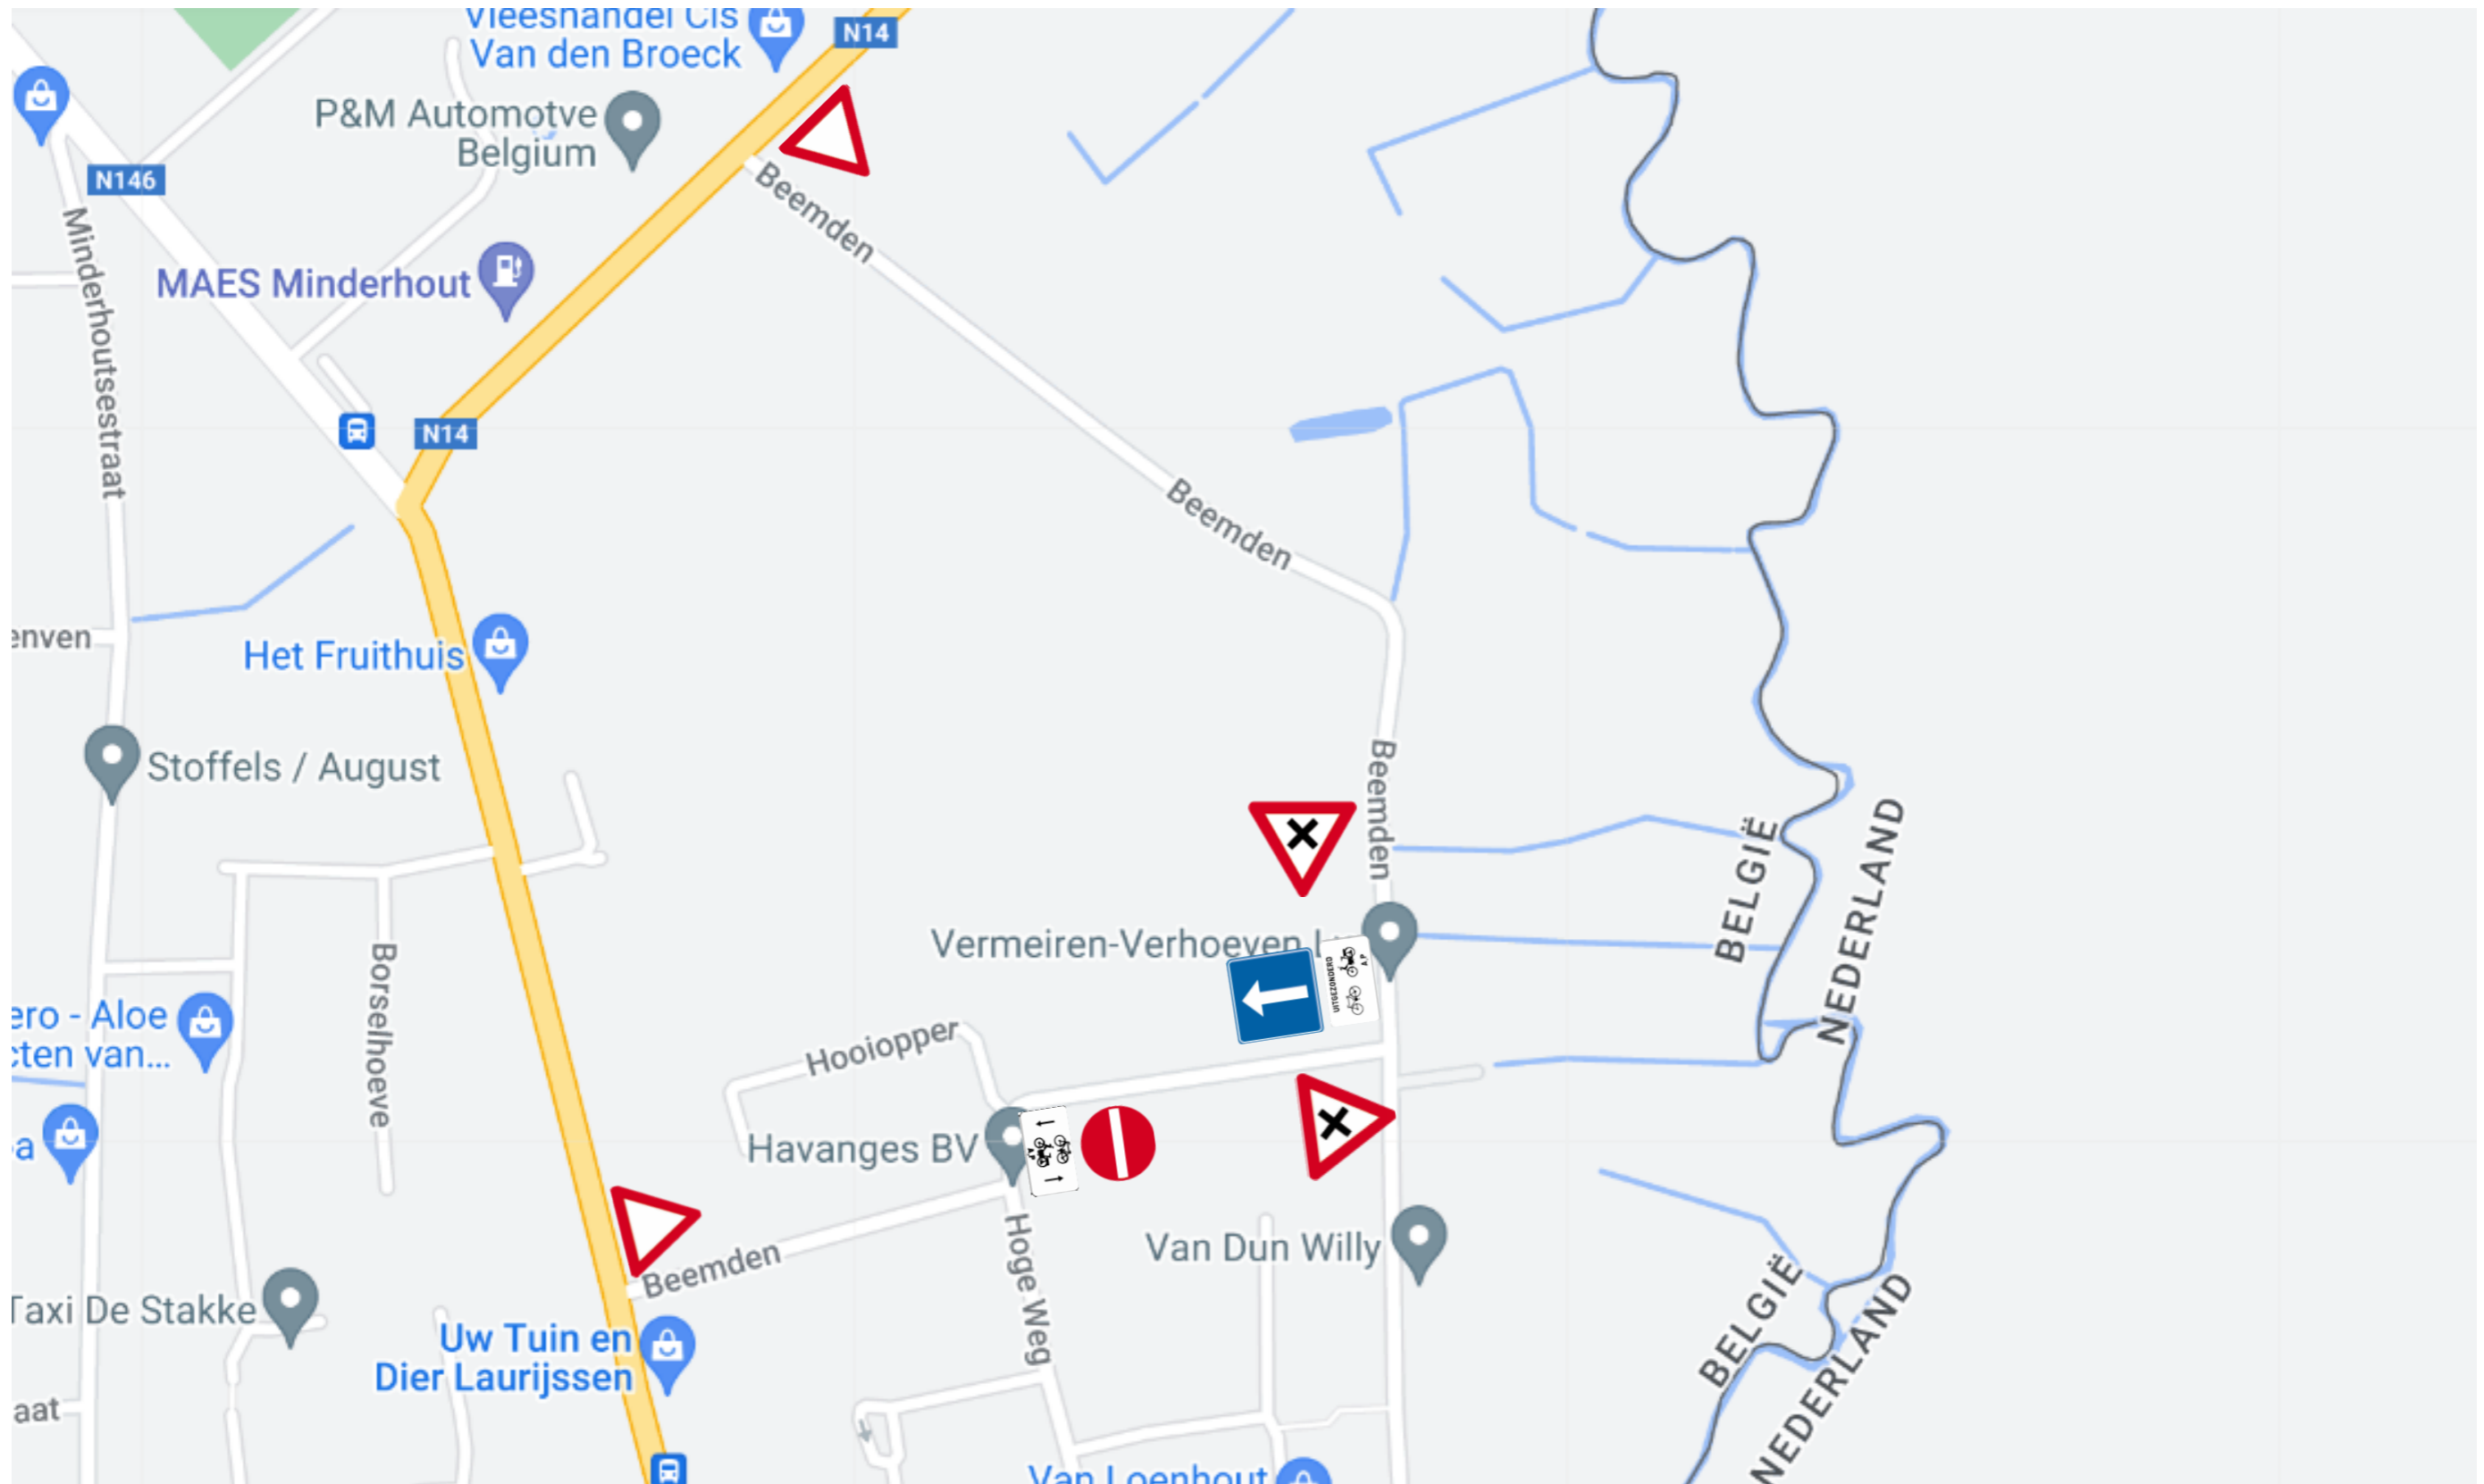 Vleeshandel Cis
Van den Broeck
N14
P&M Automotve
Belgium
N146
Beemden
Minderhoutsestraat
MAES Minderhout
N14
Beemden
enven
Het Fruithuis
Stoffels / August
Beemden
BELGIË
NEDERLAND
Vermeiren-Verhoeven L
UITGEZONDERD
A P
Borselhoeve
ero - Aloe
cten van...
Hooiopper
a
Havanges BV
A P
Hoge Weg
Van Dun Willy
Beemden
Taxi De Stakke
Uw Tuin en
Dier Laurijssen
BELGIË
NEDERLAND
aat
Van Loenhout